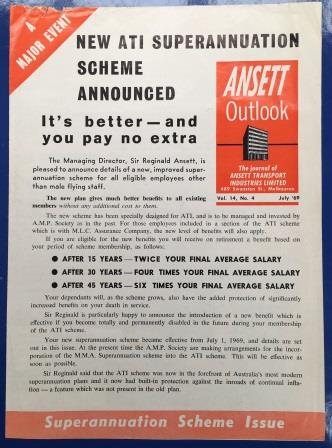 A
MAJOR EVENT
NEW ATI SUPERANNUATION
SCHEME
ANNOUNCED
It's better—and
you pay no extra
ANSETT
Outlook
The journal of
ANSETT TRANSPORT
INDUSTRIES LIMITED
489 Swanston St., Melbourne
Vol. 14, No. 4 July '69
The Managing Director, Sir Reginald Ansett, is
pleased to announce details of a new, improved super-
annuation scheme for all eligible employees other
than male flying staff.
The new plan gives much greater benefits to all existing
members without any additional cost to them.
The new scheme has been specially designed for ATI, and is to be managed and invested by
A.M.P. Society as in the past. For those employees included in a section of the ATI scheme
which is with M.L.C. Assurance Company, the new level of benefits will also apply.
If you are eligible for the new benefits you will receive on retirement a benefit based on
your period of scheme membership, as follows:
● AFTER 15 YEARS—TWICE YOUR FINAL AVERAGE SALARY
● AFTER 30 YEARS—FOUR TIMES YOUR FINAL AVERAGE SALARY
● AFTER 45 YEARS—SIX TIMES YOUR FINAL AVERAGE SALARY
Your dependants will, as the scheme grows, also have the added protection of significantly
increased benefits on your death in service.
Sir Reginald is particularly happy to announce the introduction of a new benefit which is
effective if you become totally and permanently disabled in the future during your membership
of the ATI scheme.
Your new superannuation scheme became effective from July 1, 1969, and details are set
out in this issue. At the present time the A.M.P. Society are making arrangements for the incor-
poration of the M.M.A. Superannuation scheme into the ATI scheme. This will be effective as
soon as possible.
Sir Reginald said that the ATI scheme was now in the forefront of Australia's most modern
superannuation plans and it now had built-in protection against the inroads of continual infla-
tion — a feature which was not present in the old plan.
Superannuation Scheme Issue